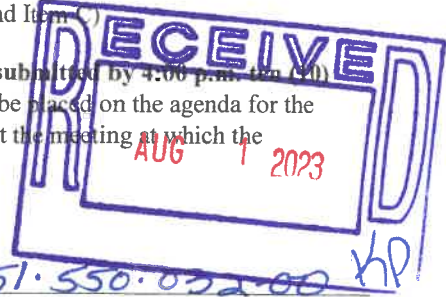 nd Item C)
RECEIVED
submitted by 4:00 p.m. ten (10)
be placed on the agenda for the
t the meeting at which the
AUG 1 2023
51.550.032-00 KP